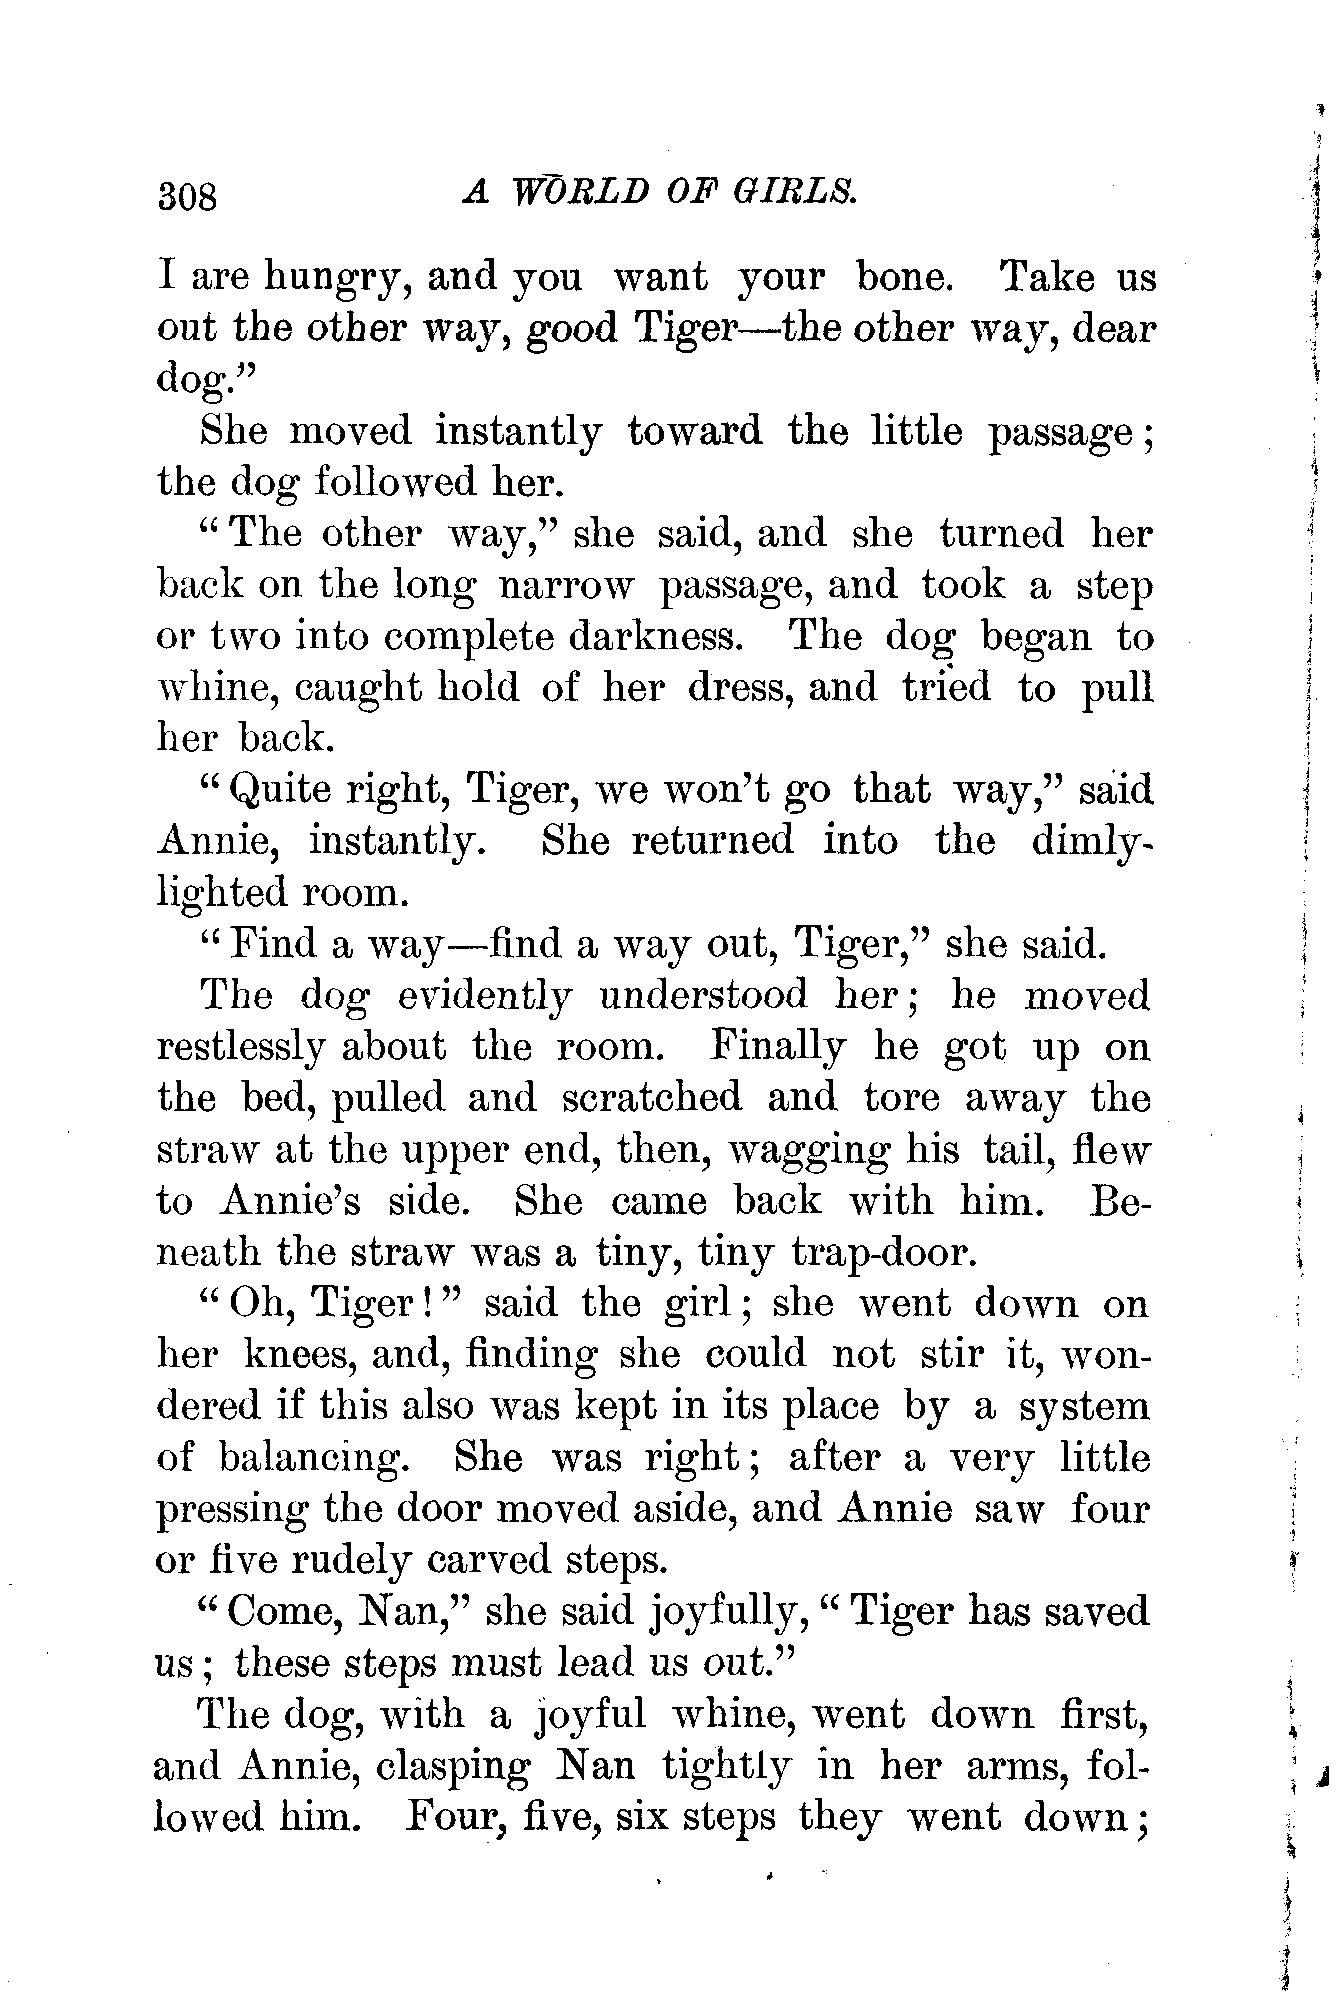 308 A WORLD OF GIRLS.
I are hungry, and you want your bone. Take us
out the other way, good Tiger—the other way, dear
dog.”
She moved instantly toward the little passage;
the dog followed her.
“The other way,” she said, and she turned her
back on the long narrow passage, and took a step
or two into complete darkness. The dog began to
whine, caught hold of her dress, and tried to pull
her back.
“Quite right, Tiger, we won’t go that way,” said
Annie, instantly. She returned into the dimly-
lighted room.
“Find a way—find a way out, Tiger,” she said.
The dog evidently understood her; he moved
restlessly about the room. Finally he got up on
the bed, pulled and scratched and tore away the
straw at the upper end, then, wagging his tail, flew
to Annie’s side. She came back with him. Be-
neath the straw was a tiny, tiny trap-door.
“Oh, Tiger!” said the girl; she went down on
her knees, and, finding she could not stir it, won-
dered if this also was kept in its place by a system
of balancing. She was right; after a very little
pressing the door moved aside, and Annie saw four
or five rudely carved steps.
“Come, Nan,” she said joyfully, “Tiger has saved
us; these steps must lead us out.”
The dog, with a joyful whine, went down first,
and Annie, clasping Nan tightly in her arms, fol-
lowed him. Four, five, six steps they went down;